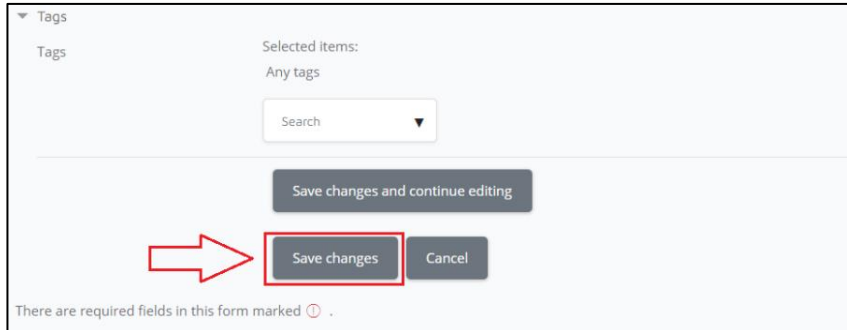 Tags
Tags
Selected items:
Any tags
Search
Save changes and continue editing
Save changes
Cancel
There are required fields in this form marked .